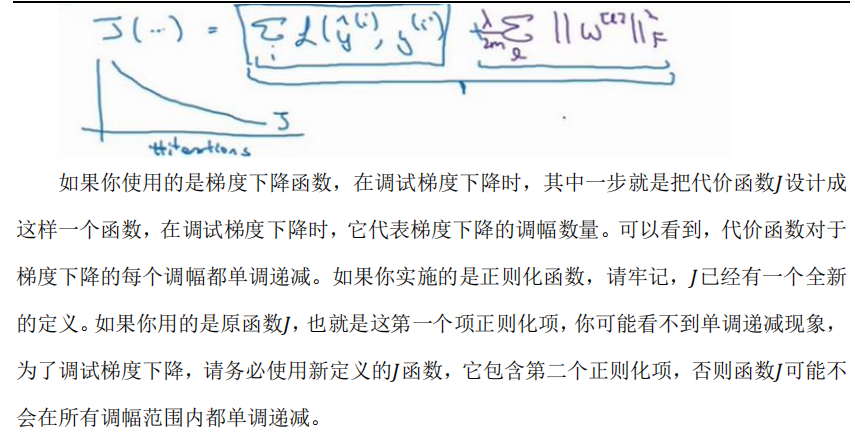 J(...) = Σ_i L(ŷ^(i), y^(i)) + λ/2m Σ_l ||w^[l]||²_F
J
#iterations
如果你使用的是梯度下降函数，在调试梯度下降时，其中一步就是把代价函数J设计成
这样一个函数，在调试梯度下降时，它代表梯度下降的调幅数量。可以看到，代价函数对于
梯度下降的每个调幅都单调递减。如果你实施的是正则化函数，请牢记，J已经有一个全新
的定义。如果你用的是原函数J，也就是这第一个项正则化项，你可能看不到单调递减现象，
为了调试梯度下降，请务必使用新定义的J函数，它包含第二个正则化项，否则函数J可能不
会在所有调幅范围内都单调递减。